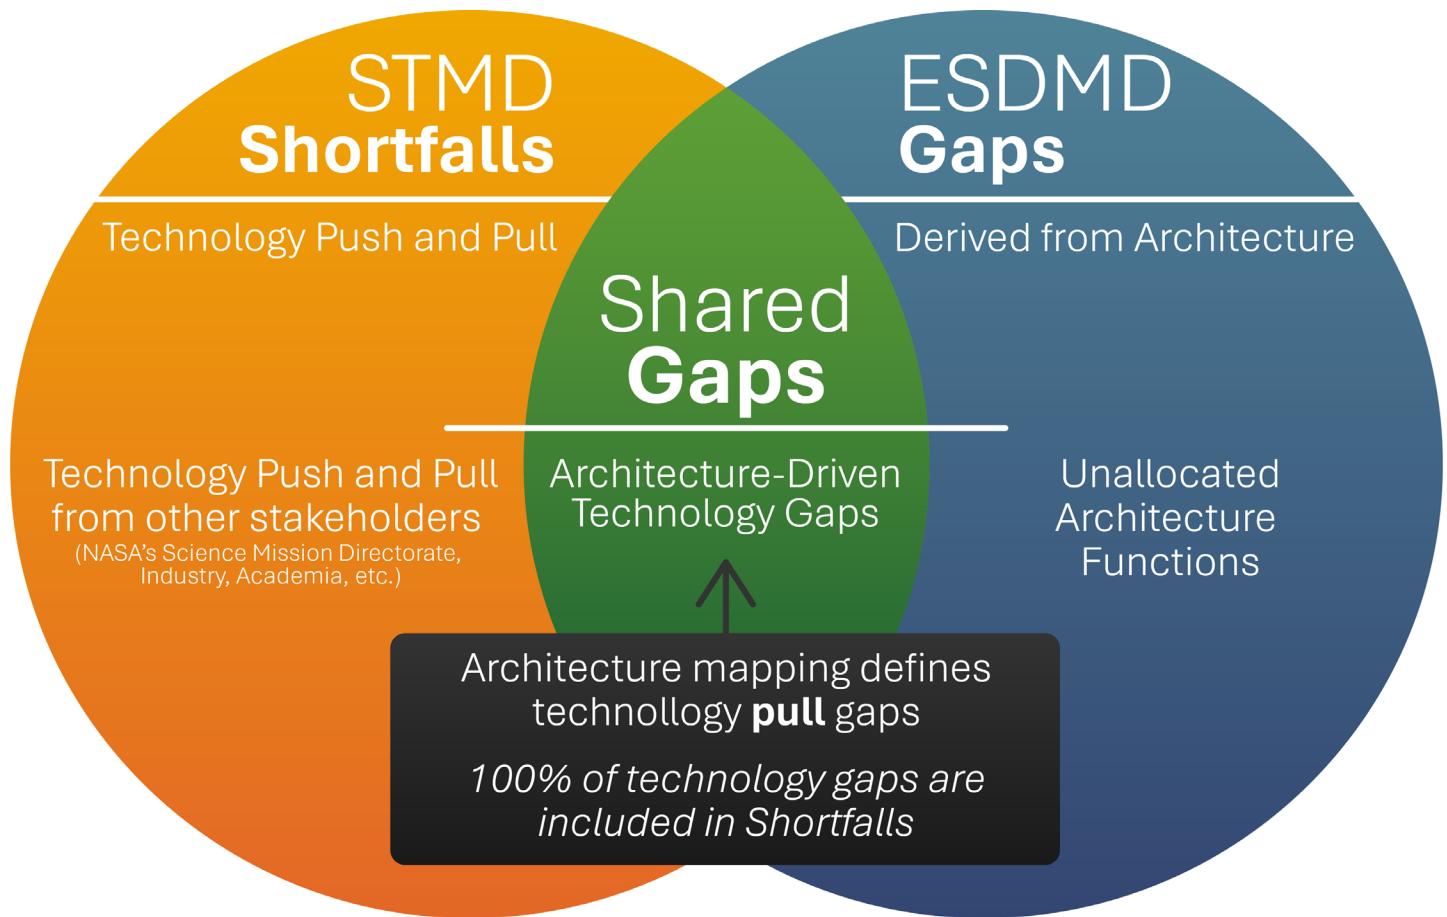 STMD
Shortfalls
Technology Push and Pull
Technology Push and Pull
from other stakeholders
(NASA’s Science Mission Directorate,
Industry, Academia, etc.)
Shared
Gaps
Architecture-Driven
Technology Gaps
ESDMD
Gaps
Derived from Architecture
Unallocated
Architecture
Functions
Architecture mapping defines
technollogy pull gaps
100% of technology gaps are
included in Shortfalls